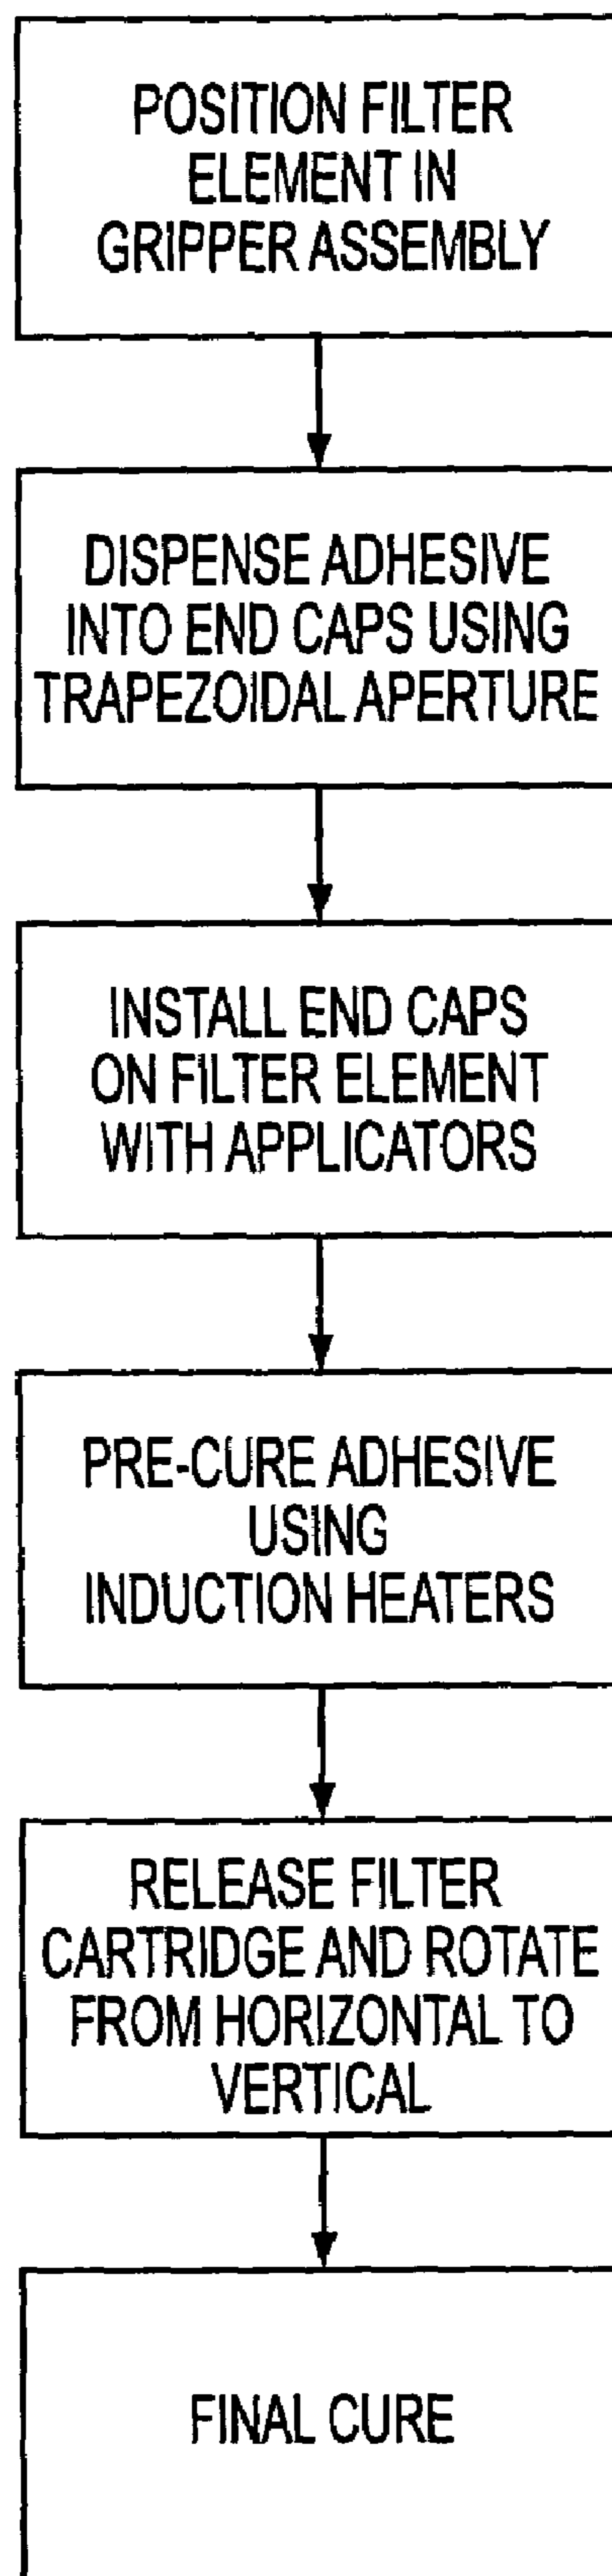 POSITION FILTER
ELEMENT IN
GRIPPER ASSEMBLY
DISPENSE ADHESIVE
INTO END CAPS USING
TRAPEZOIDAL APERTURE
INSTALL END CAPS
ON FILTER ELEMENT
WITH APPLICATORS
PRE-CURE ADHESIVE
USING
INDUCTION HEATERS
RELEASE FILTER
CARTRIDGE AND ROTATE
FROM HORIZONTAL TO
VERTICAL
FINAL CURE